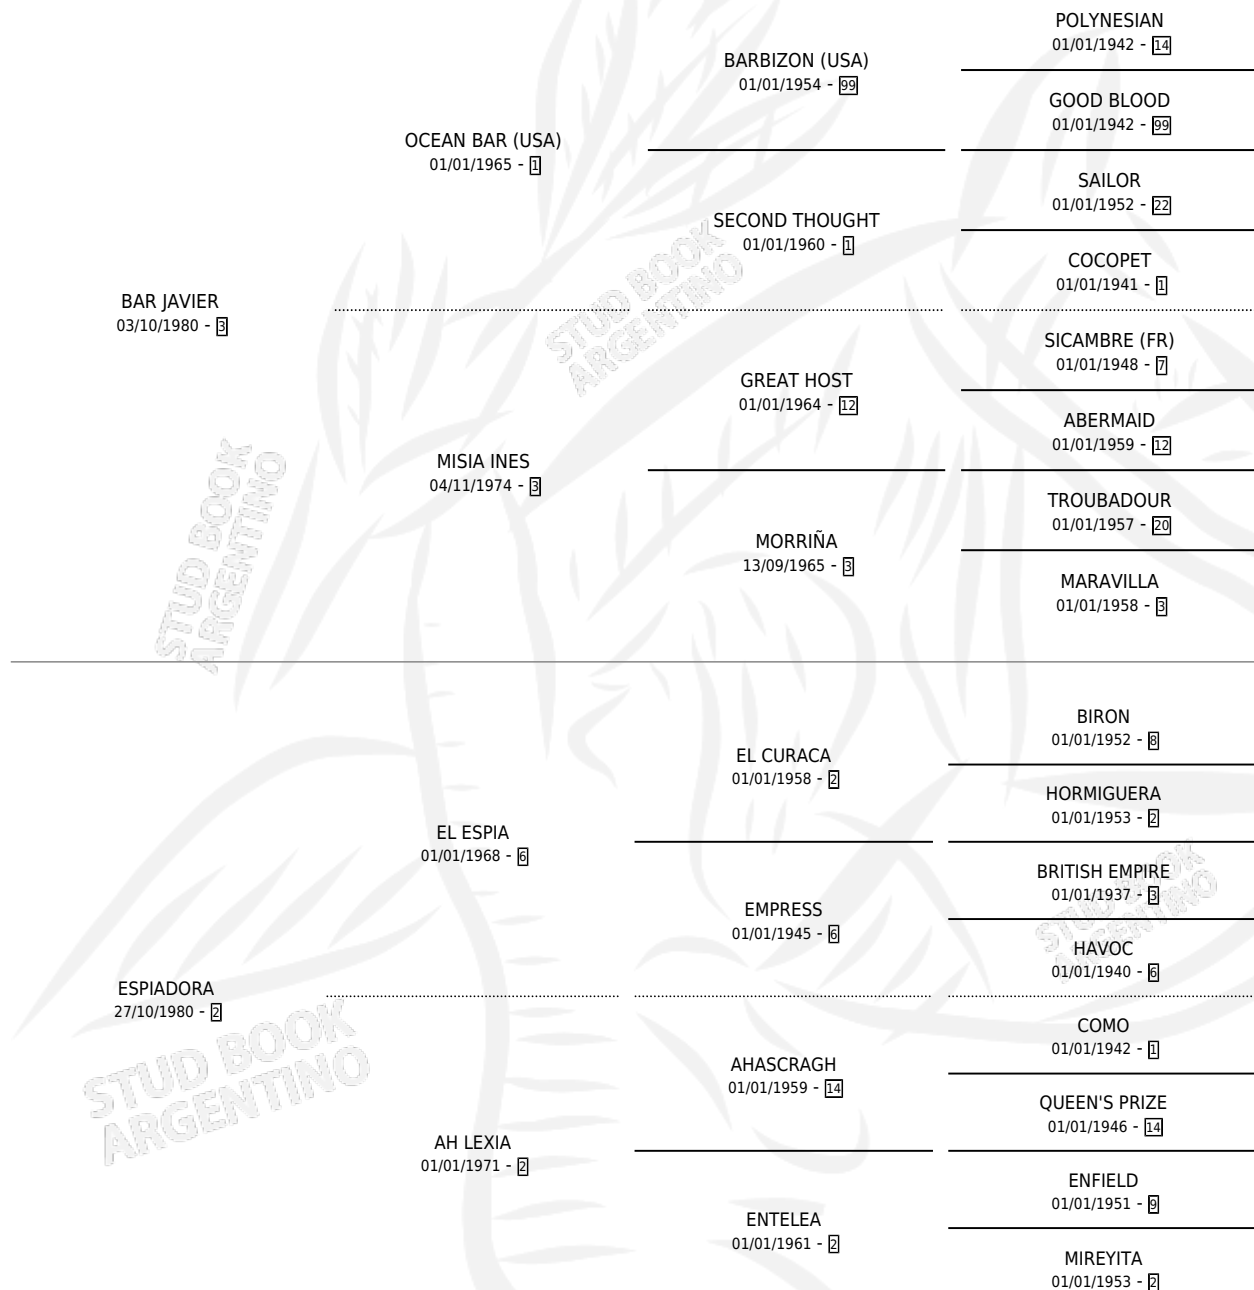 POLYNESIAN
01/01/1942 - 14
BARBIZON (USA)
01/01/1954 - 99
GOOD BLOOD
01/01/1942 - 99
OCEAN BAR (USA)
01/01/1965 - 1
SAILOR
01/01/1952 - 22
SECOND THOUGHT
01/01/1960 - 1
COCOPET
01/01/1941 - 1
BAR JAVIER
03/10/1980 - 3
SICAMBRE (FR)
01/01/1948 - 7
GREAT HOST
01/01/1964 - 12
ABERMAID
01/01/1959 - 12
MISIA INES
04/11/1974 - 3
TROUBADOUR
01/01/1957 - 20
MORRIÑA
13/09/1965 - 3
MARAVILLA
01/01/1958 - 3
BIRON
01/01/1952 - 8
EL CURACA
01/01/1958 - 2
HORMIGUERA
01/01/1953 - 2
EL ESPIA
01/01/1968 - 6
BRITISH EMPIRE
01/01/1937 - 3
EMPRESS
01/01/1945 - 6
HAVOC
01/01/1940 - 6
ESPIADORA
27/10/1980 - 2
COMO
01/01/1942 - 1
AHASCRAGH
01/01/1959 - 14
QUEEN'S PRIZE
01/01/1946 - 14
AH LEXIA
01/01/1971 - 2
ENFIELD
01/01/1951 - 9
ENTELEA
01/01/1961 - 2
MIREYITA
01/01/1953 - 2
STUD BOOK
ARGENTINO
STUD BOOK
ARGENTINO
STUD BOOK
ARGENTINO
STUD BOOK
ARGENTINO